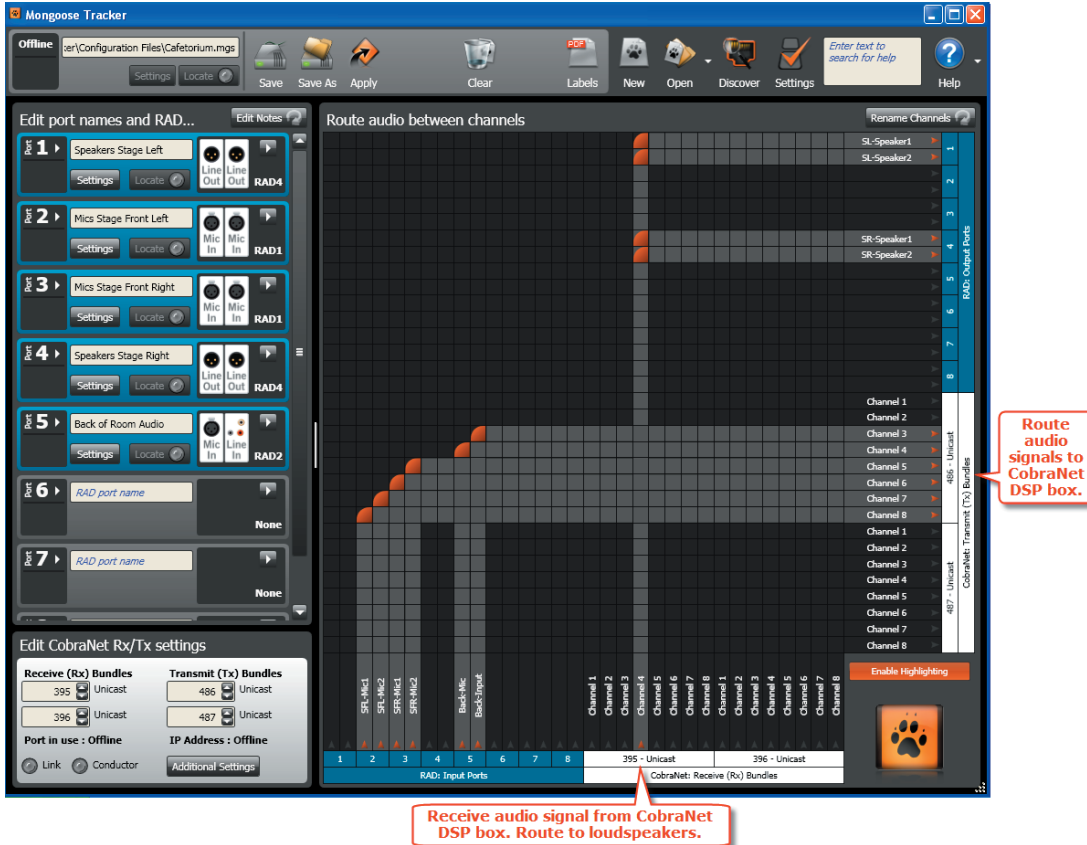 Mongoose Tracker
Offline
:er\Configuration Files\Cafetorium.mgs
Settings
Locate
Save
Save As
Apply
Clear
PDF
Labels
New
Open
Discover
Settings
Enter text to
search for help
?
Help
Edit port names and RAD...
Edit Notes
Port 1
Speakers Stage Left
Settings
Locate
Line Out
Line Out
RAD4
Port 2
Mics Stage Front Left
Settings
Locate
Mic In
Mic In
RAD1
Port 3
Mics Stage Front Right
Settings
Locate
Mic In
Mic In
RAD1
Port 4
Speakers Stage Right
Settings
Locate
Line Out
Line Out
RAD4
Port 5
Back of Room Audio
Settings
Locate
Mic In
Line In
RAD2
Port 6
RAD port name
None
Port 7
RAD port name
None
Edit CobraNet Rx/Tx settings
Receive (Rx) Bundles
395 Unicast
396 Unicast
Port in use : Offline
Link
Conductor
Transmit (Tx) Bundles
486 Unicast
487 Unicast
IP Address : Offline
Additional Settings
Route audio between channels
Rename Channels
SL-Speaker1
SL-Speaker2
SR-Speaker1
SR-Speaker2
1
2
3
4
5
6
7
8
RAD: Output Ports
Channel 1
Channel 2
Channel 3
Channel 4
Channel 5
Channel 6
Channel 7
Channel 8
486 - Unicast
Channel 1
Channel 2
Channel 3
Channel 4
Channel 5
Channel 6
Channel 7
Channel 8
487 - Unicast
CobraNet: Transmit (Tx) Bundles
Enable Highlighting
SFL-Mic1
SFL-Mic2
SFR-Mic1
SFR-Mic2
Back-Mic
Back-Input
Channel 1
Channel 2
Channel 3
Channel 4
Channel 5
Channel 6
Channel 7
Channel 8
Channel 1
Channel 2
Channel 3
Channel 4
Channel 5
Channel 6
Channel 7
Channel 8
1 2 3 4 5 6 7 8
395 - Unicast
396 - Unicast
RAD: Input Ports
CobraNet: Receive (Rx) Bundles
Route
audio
signals to
CobraNet
DSP box.
Receive audio signal from CobraNet
DSP box. Route to loudspeakers.